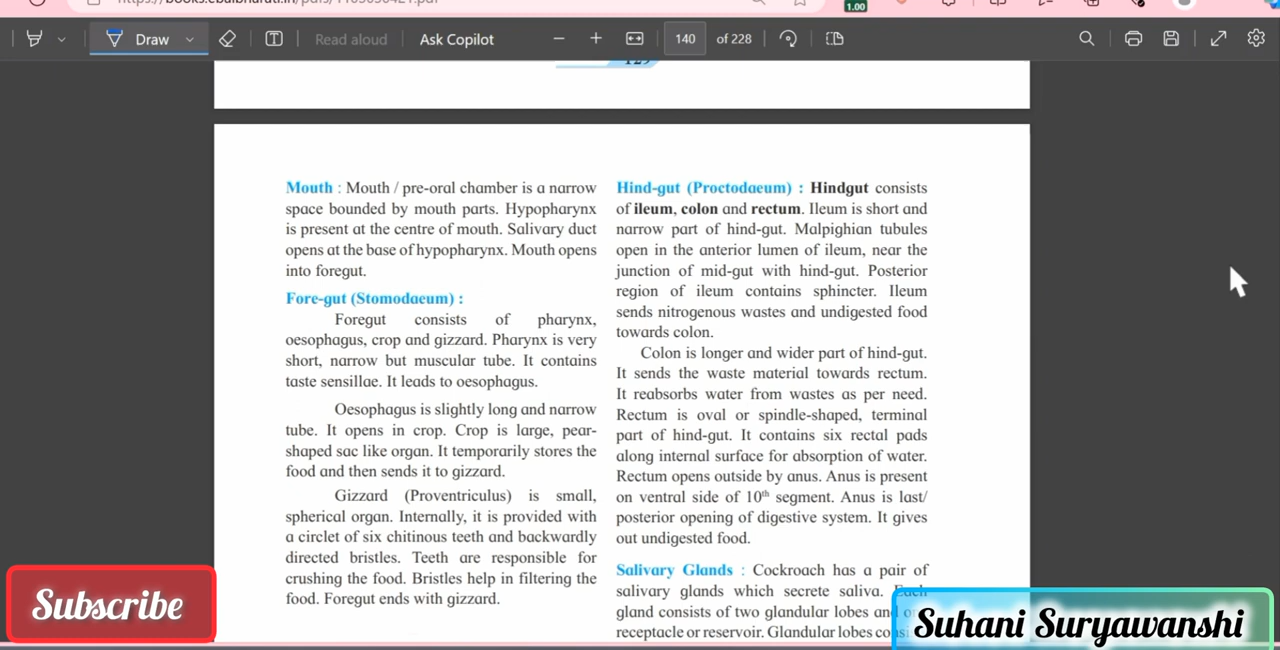 1.00
Draw
Read aloud
Ask Copilot
140
of 228
Mouth : Mouth / pre-oral chamber is a narrow
space bounded by mouth parts. Hypopharynx
is present at the centre of mouth. Salivary duct
opens at the base of hypopharynx. Mouth opens
into foregut.
Fore-gut (Stomodaeum) :
Foregut consists of pharynx,
oesophagus, crop and gizzard. Pharynx is very
short, narrow but muscular tube. It contains
taste sensillae. It leads to oesophagus.
Oesophagus is slightly long and narrow
tube. It opens in crop. Crop is large, pear-
shaped sac like organ. It temporarily stores the
food and then sends it to gizzard.
Gizzard (Proventriculus) is small,
spherical organ. Internally, it is provided with
a circlet of six chitinous teeth and backwardly
directed bristles. Teeth are responsible for
crushing the food. Bristles help in filtering the
food. Foregut ends with gizzard.
Hind-gut (Proctodaeum) : Hindgut consists
of ileum, colon and rectum. Ileum is short and
narrow part of hind-gut. Malpighian tubules
open in the anterior lumen of ileum, near the
junction of mid-gut with hind-gut. Posterior
region of ileum contains sphincter. Ileum
sends nitrogenous wastes and undigested food
towards colon.
Colon is longer and wider part of hind-gut.
It sends the waste material towards rectum.
It reabsorbs water from wastes as per need.
Rectum is oval or spindle-shaped, terminal
part of hind-gut. It contains six rectal pads
along internal surface for absorption of water.
Rectum opens outside by anus. Anus is present
on ventral side of 10th segment. Anus is last/
posterior opening of digestive system. It gives
out undigested food.
Salivary Glands : Cockroach has a pair of
salivary glands which secrete saliva. Each
gland consists of two glandular lobes and
receptacle or reservoir. Glandular lobes
Subscribe
Suhani Suryawanshi